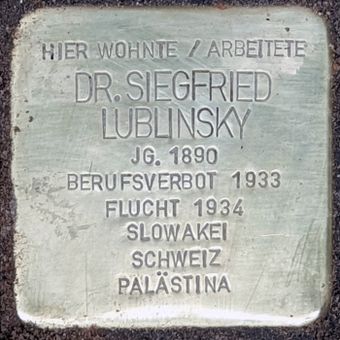 HIER WOHNTE / ARBEITETE
DR. SIEGFRIED
LUBLINSKY
JG. 1890
BERUFSVERBOT 1933
FLUCHT 1934
SLOWAKEI
SCHWEIZ
PALÄSTINA